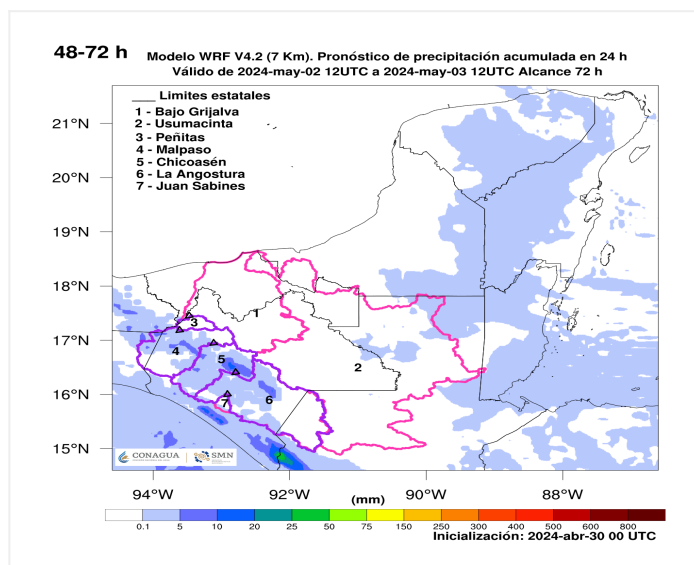 48-72 h
Modelo WRF V4.2 (7 Km). Pronóstico de precipitación acumulada en 24 h
Válido de 2024-may-02 12UTC a 2024-may-03 12UTC Alcance 72 h
___ Limites estatales
1 - Bajo Grijalva
2 - Usumacinta
3 - Peñitas
4 - Malpaso
5 - Chicoasén
6 - La Angostura
7 - Juan Sabines
21°N
20°N
19°N
18°N
17°N
16°N
15°N
1
3
4
5
2
6
7
CONAGUA
SMN
94°W 92°W 90°W 88°W
(mm)
0.1 5 10 20 25 50 75 150 250 300 400 500 600 800
Inicialización: 2024-abr-30 00 UTC